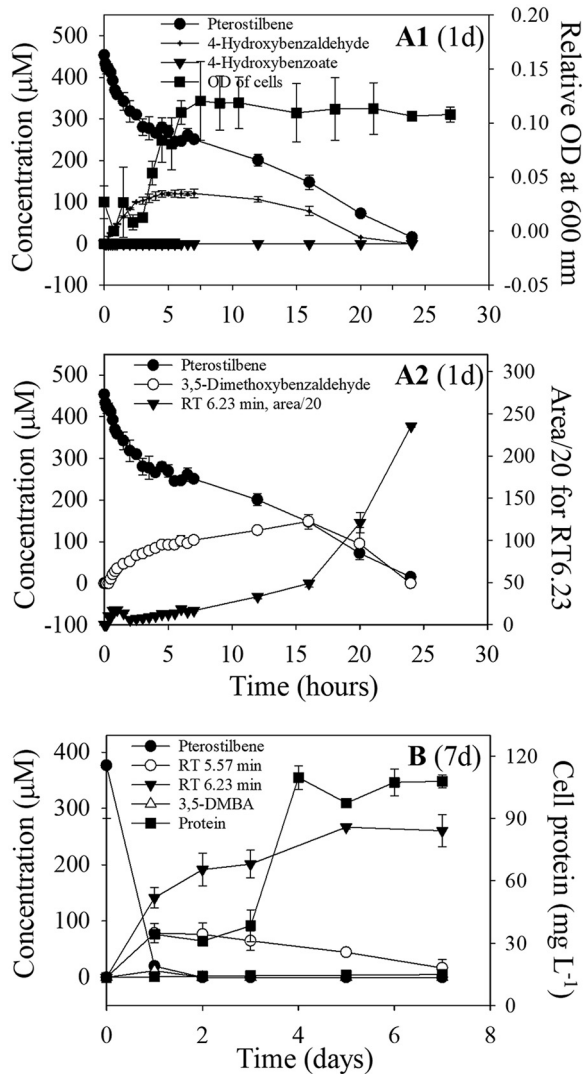 A1 (1d)
Pterostilbene
4-Hydroxybenzaldehyde
4-Hydroxybenzoate
OD of cells
Concentration (µM)
500
400
300
200
100
0
-100
Relative OD at 600 nm
0.20
0.15
0.10
0.05
0.00
-0.05
0 5 10 15 20 25 30
A2 (1d)
Pterostilbene
3,5-Dimethoxybenzaldehyde
RT 6.23 min, area/20
Concentration (µM)
500
400
300
200
100
0
-100
Area/20 for RT6.23
300
250
200
150
100
50
0
0 5 10 15 20 25 30
Time (hours)
B (7d)
Pterostilbene
RT 5.57 min
RT 6.23 min
3,5-DMBA
Protein
Concentration (µM)
400
300
200
100
0
Cell protein (mg L-1)
120
90
60
30
0
0 2 4 6 8
Time (days)